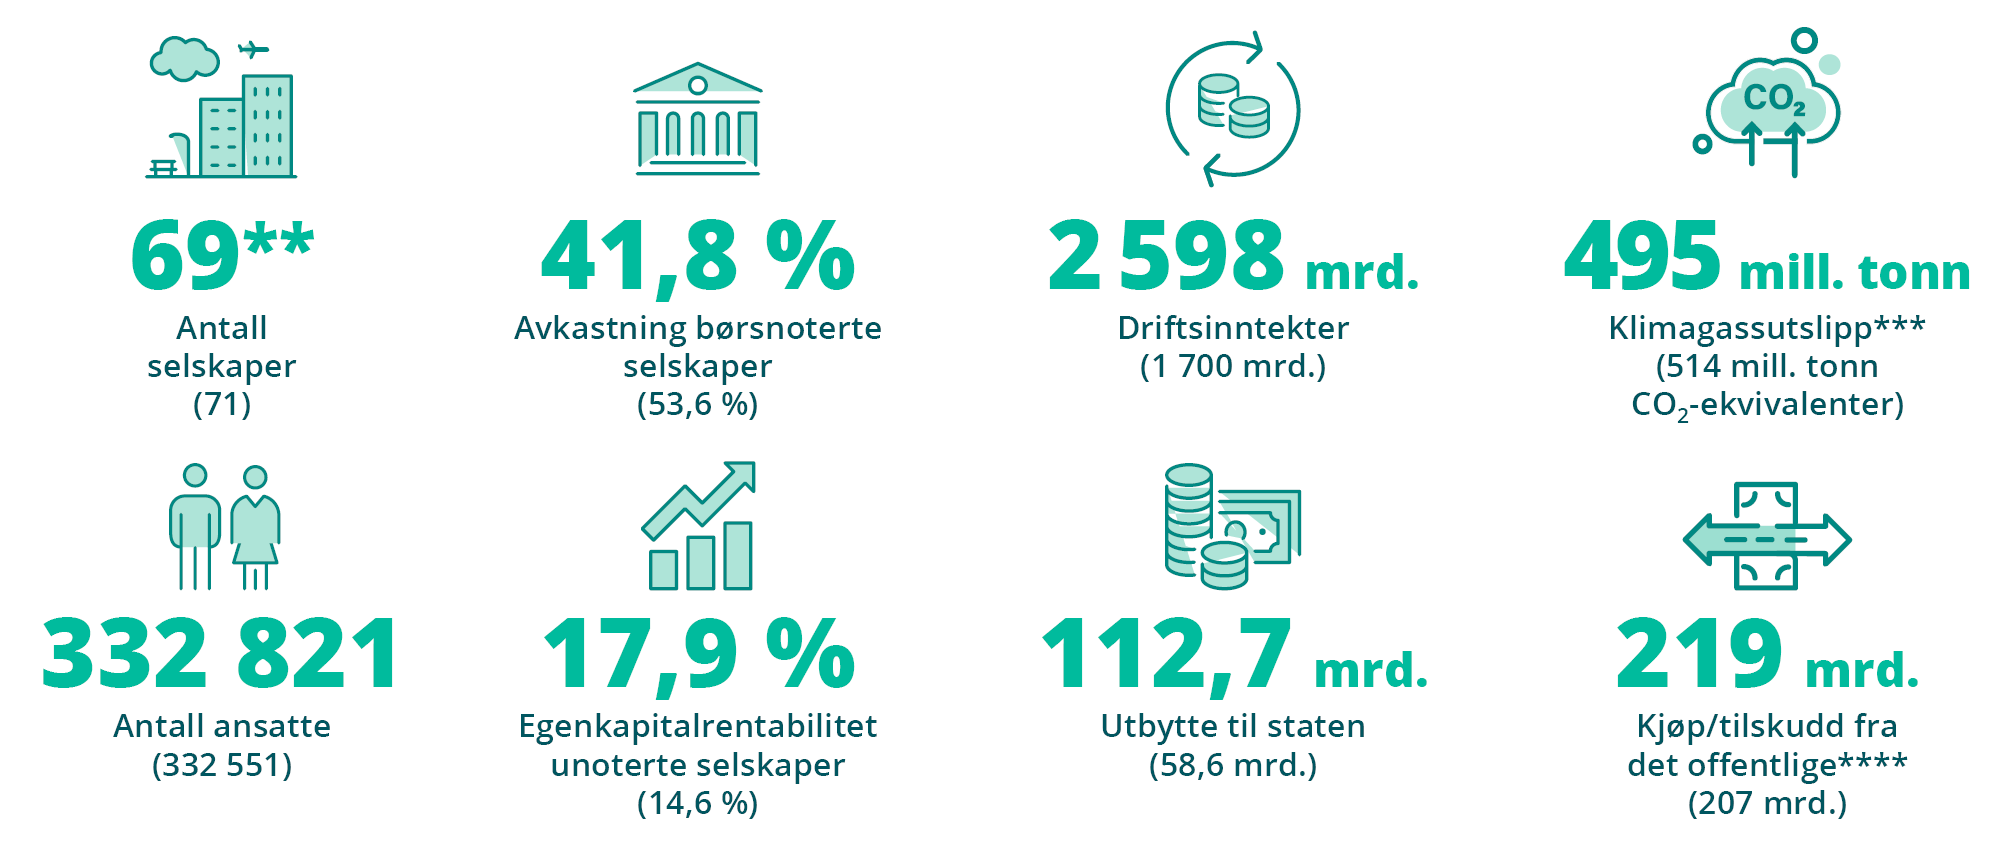 CO₂
69**
Antall
selskaper
(71)
41,8 %
Avkastning børsnoterte
selskaper
(53,6 %)
2 598 mrd.
Driftsinntekter
(1 700 mrd.)
495 mill. tonn
Klimagassutslipp***
(514 mill. tonn
CO₂-ekvivalenter)
332 821
Antall ansatte
(332 551)
17,9 %
Egenkapitalrentabilitet
unoterte selskaper
(14,6 %)
112,7 mrd.
Utbytte til staten
(58,6 mrd.)
219 mrd.
Kjøp/tilskudd fra
det offentlige****
(207 mrd.)